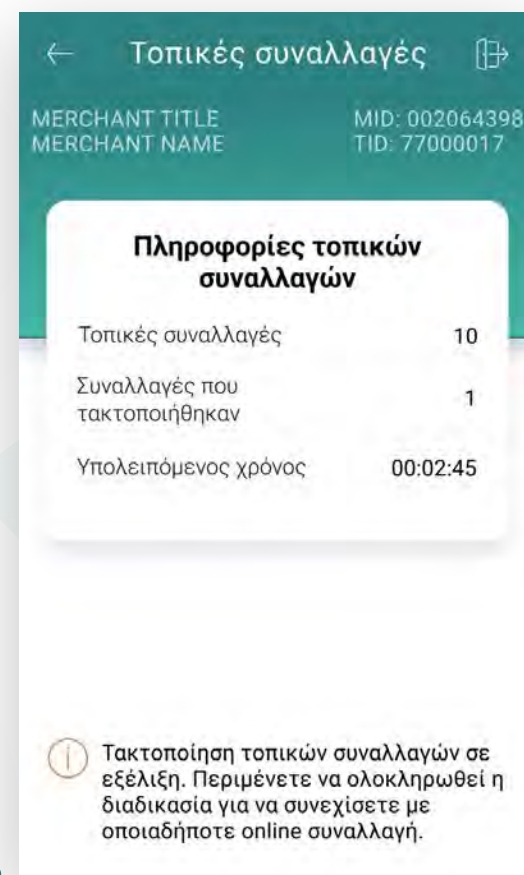 Τοπικές συναλλαγές
MERCHANT TITLE MID: 002064398
MERCHANT NAME TID: 77000017
Πληροφορίες τοπικών
συναλλαγών
Τοπικές συναλλαγές 10
Συναλλαγές που
τακτοποιήθηκαν 1
Υπολειπόμενος χρόνος 00:02:45
Τακτοποίηση τοπικών συναλλαγών σε
εξέλιξη. Περιμένετε να ολοκληρωθεί η
διαδικασία για να συνεχίσετε με
οποιαδήποτε online συναλλαγή.